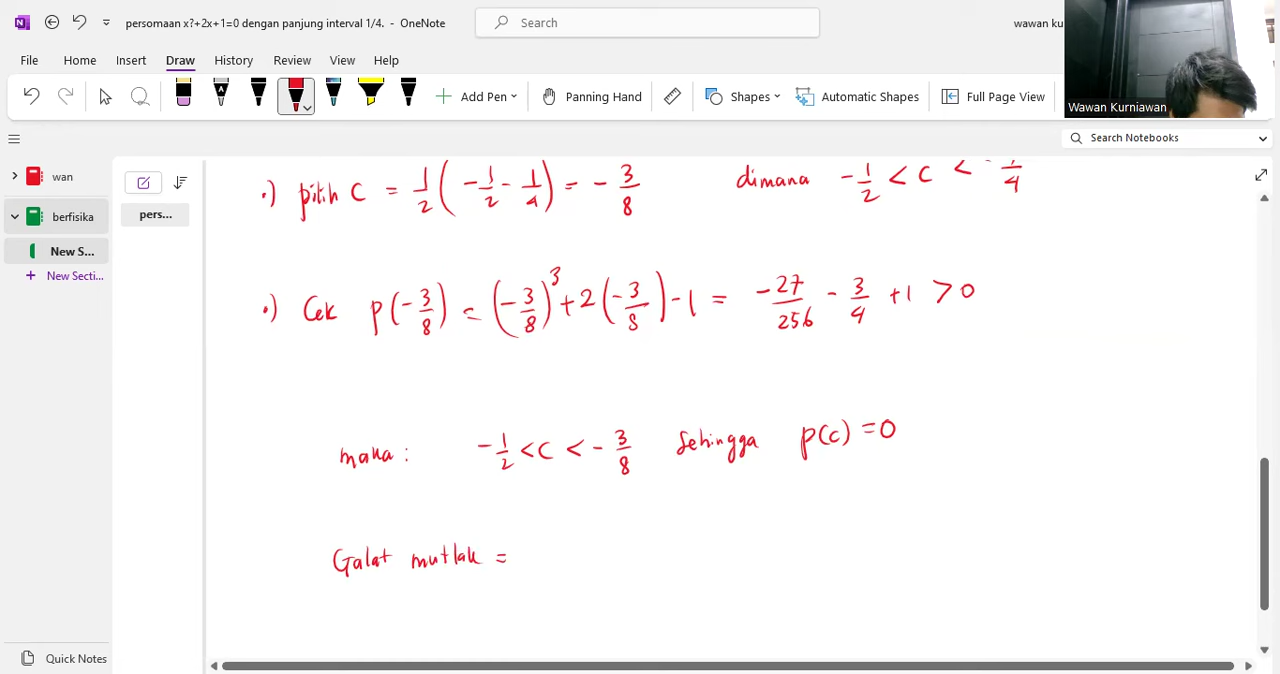 persomaan x?+2x+1=0 dengan panjung interval 1/4. - OneNote
Search
wawan ku
File Home Insert Draw History Review View Help
Add Pen
Panning Hand
Shapes
Automatic Shapes
Full Page View
Wawan Kurniawan
Search Notebooks
wan
berfisika
New S...
New Secti...
pers...
•) pilih C = 1/2 (-1/2 - 1/4) = - 3/8 dimana -1/2 < C < -1/4
•) Cek p(-3/8) = (-3/8)^3 + 2(-3/8) - 1 = -27/256 - 3/4 + 1 > 0
maka : -1/2 < C < - 3/8 sehingga p(c) = 0
Galat mutlak =
Quick Notes